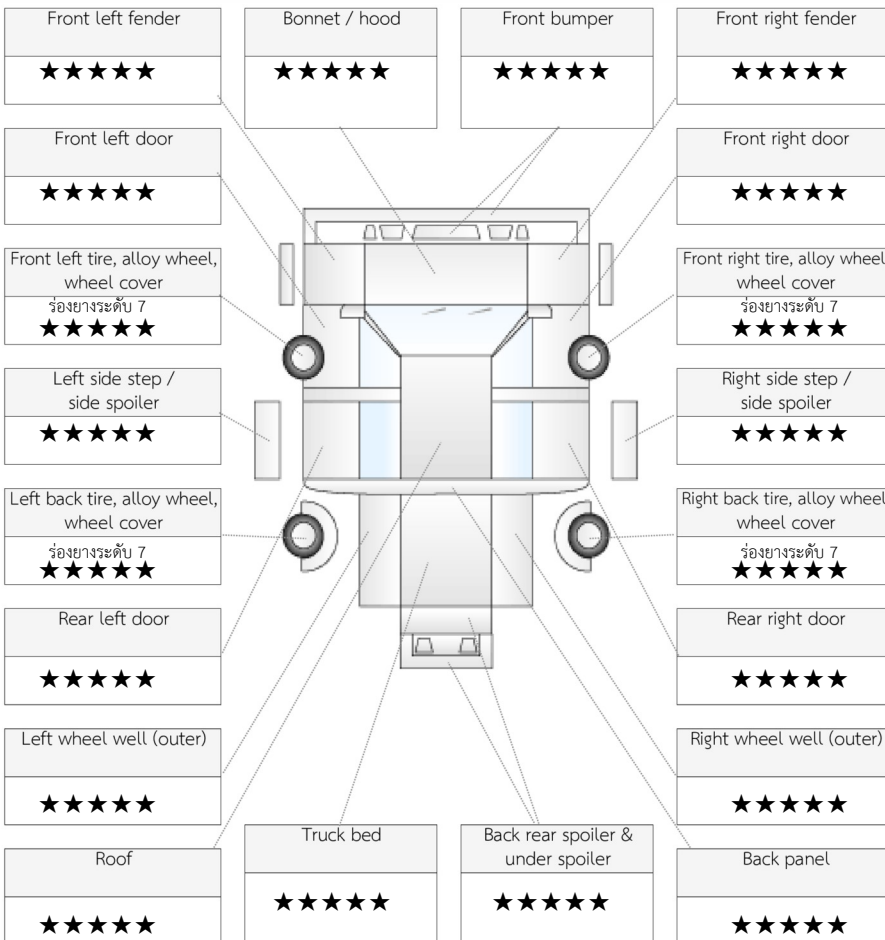 Front left fender
★★★★★
Bonnet / hood
★★★★★
Front bumper
★★★★★
Front right fender
★★★★★
Front left door
★★★★★
Front right door
★★★★★
Front left tire, alloy wheel,
wheel cover
ร่องยางระดับ 7
★★★★★
Front right tire, alloy wheel
wheel cover
ร่องยางระดับ 7
★★★★★
Left side step /
side spoiler
★★★★★
Right side step /
side spoiler
★★★★★
Left back tire, alloy wheel,
wheel cover
ร่องยางระดับ 7
★★★★★
Right back tire, alloy wheel
wheel cover
ร่องยางระดับ 7
★★★★★
Rear left door
★★★★★
Rear right door
★★★★★
Left wheel well (outer)
★★★★★
Right wheel well (outer)
★★★★★
Roof
★★★★★
Truck bed
★★★★★
Back rear spoiler &
under spoiler
★★★★★
Back panel
★★★★★